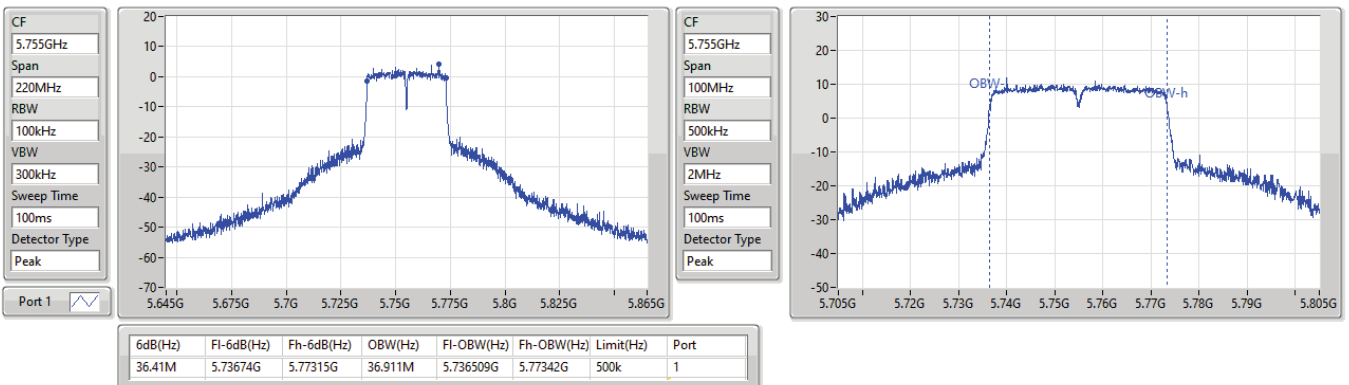 CF
5.755GHz
Span
220MHz
RBW
100kHz
VBW
300kHz
Sweep Time
100ms
Detector Type
Peak
Port 1
20
10
0
-10
-20
-30
-40
-50
-60
-70
5.645G 5.675G 5.7G 5.725G 5.75G 5.775G 5.8G 5.825G 5.865G
CF
5.755GHz
Span
100MHz
RBW
500kHz
VBW
2MHz
Sweep Time
100ms
Detector Type
Peak
30
20
10
0
-10
-20
-30
-40
-50
OBW-l
OBW-h
5.705G 5.72G 5.73G 5.74G 5.75G 5.76G 5.77G 5.78G 5.79G 5.805G
6dB(Hz) Fl-6dB(Hz) Fh-6dB(Hz) OBW(Hz) Fl-OBW(Hz) Fh-OBW(Hz) Limit(Hz) Port
36.41M 5.73674G 5.77315G 36.911M 5.736509G 5.77342G 500k 1